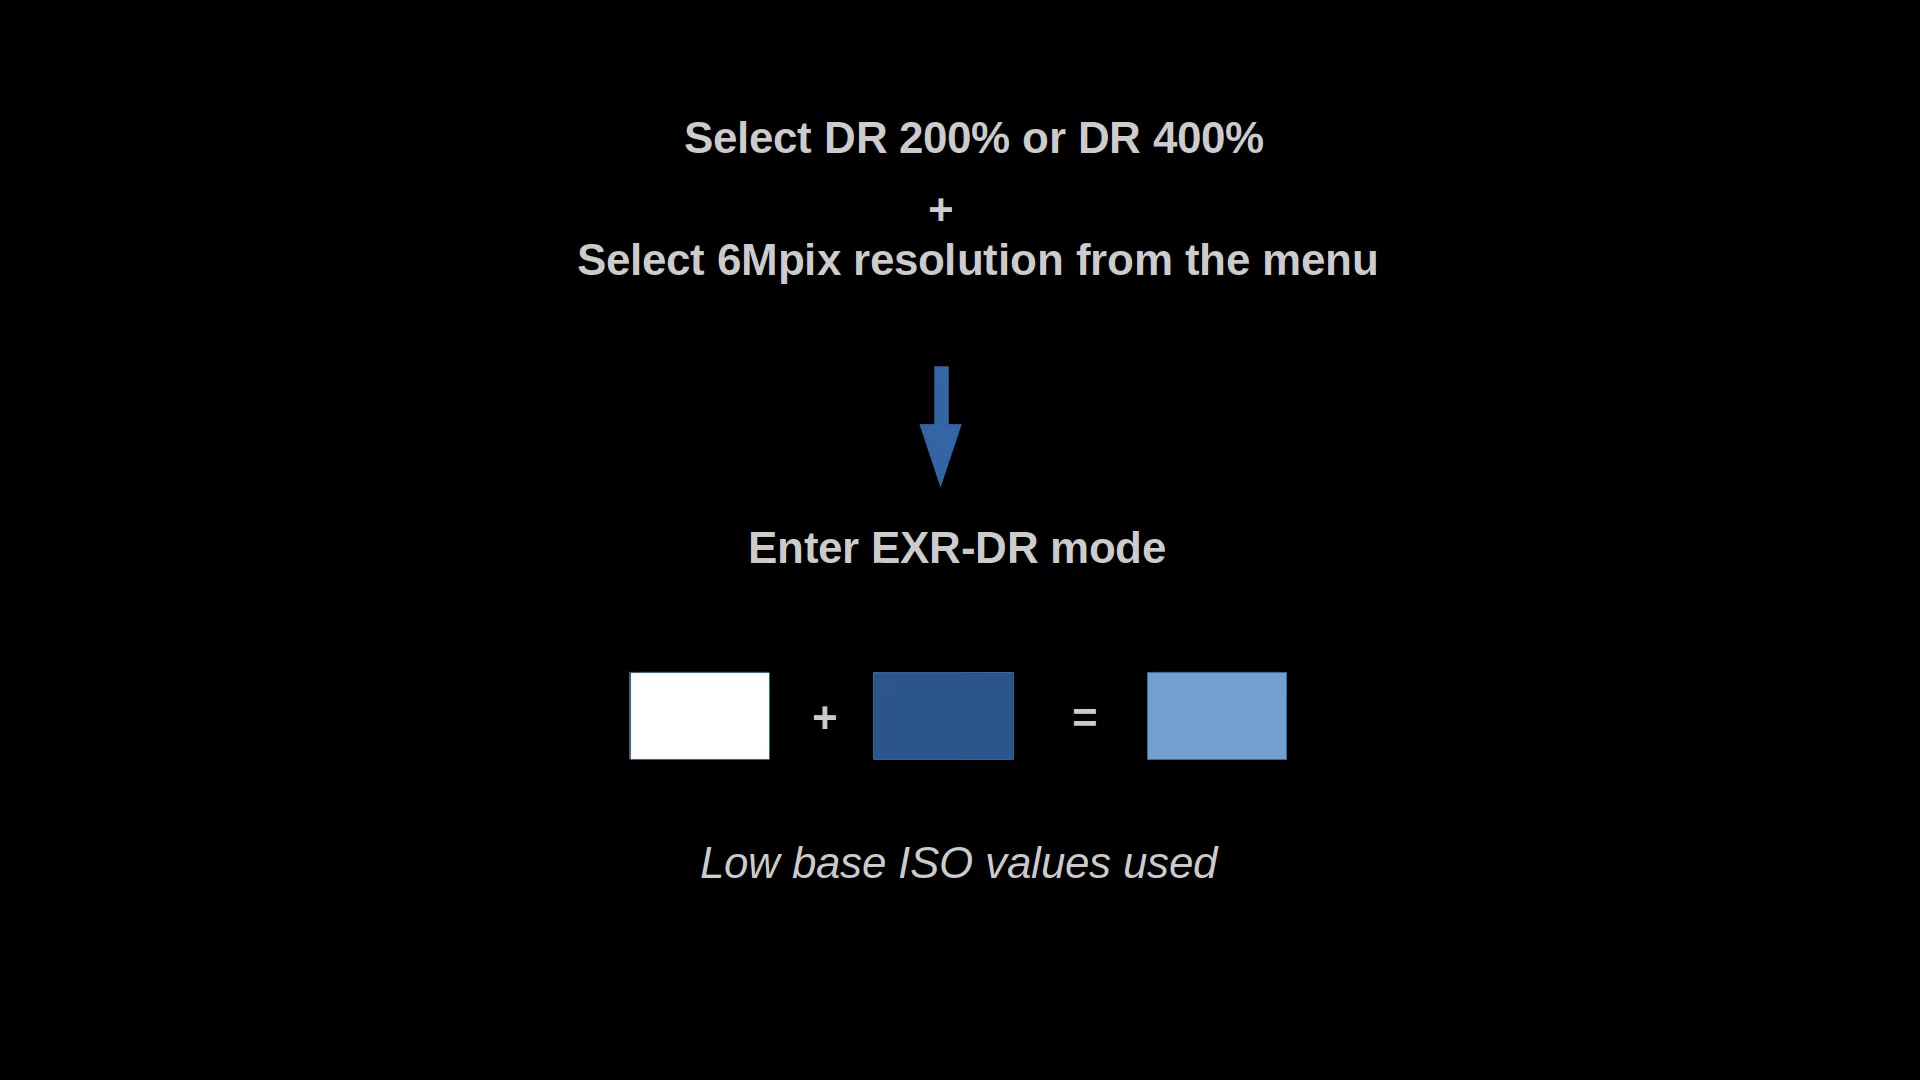 Select DR 200% or DR 400%
+
Select 6Mpix resolution from the menu
Enter EXR-DR mode
+ =
Low base ISO values used